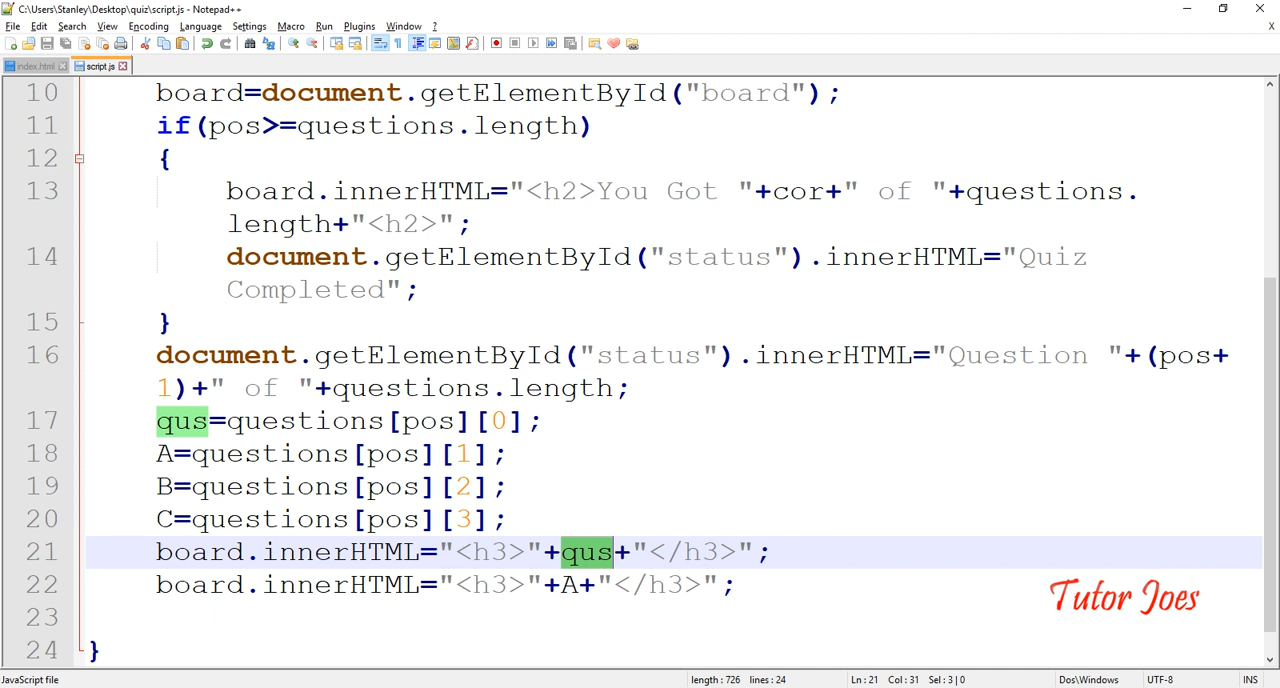 C:\Users\Stanley\Desktop\quiz\script.js - Notepad++
File Edit Search View Encoding Language Settings Macro Run Plugins Window ? X
index.html script.js
10 board=document.getElementById("board");
11 if(pos>=questions.length)
12 {
13 board.innerHTML="<h2>You Got "+cor+" of "+questions.
length+"<h2>";
14 document.getElementById("status").innerHTML="Quiz
Completed";
15 }
16 document.getElementById("status").innerHTML="Question "+(pos+
1)+" of "+questions.length;
17 qus=questions[pos][0];
18 A=questions[pos][1];
19 B=questions[pos][2];
20 C=questions[pos][3];
21 board.innerHTML="<h3>"+qus+"</h3>";
22 board.innerHTML="<h3>"+A+"</h3>";
Tutor Joes
23
24 }
JavaScript file length : 726 lines : 24 Ln : 21 Col : 31 Sel : 3 | 0 Dos\Windows UTF-8 INS